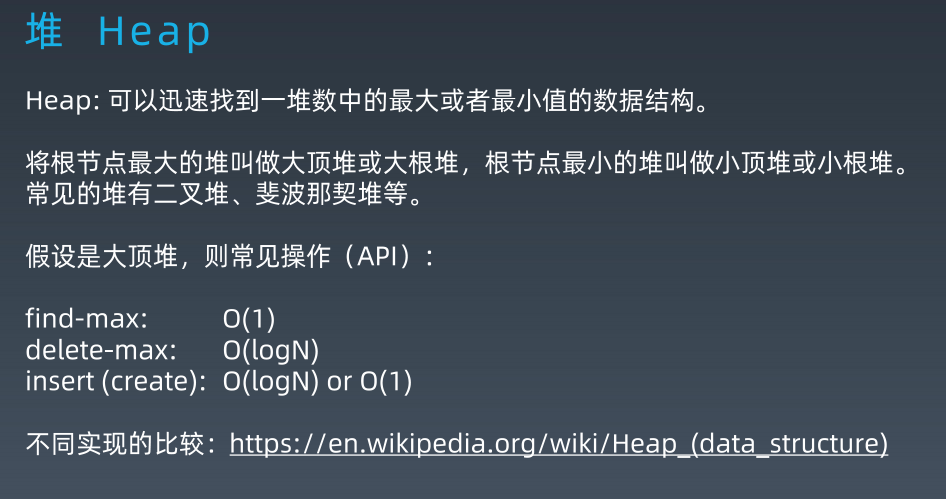 堆 Heap
Heap: 可以迅速找到一堆数中的最大或者最小值的数据结构。
将根节点最大的堆叫做大顶堆或大根堆，根节点最小的堆叫做小顶堆或小根堆。
常见的堆有二叉堆、斐波那契堆等。
假设是大顶堆，则常见操作（API）：
find-max: O(1)
delete-max: O(logN)
insert (create): O(logN) or O(1)
不同实现的比较：https://en.wikipedia.org/wiki/Heap_(data_structure)